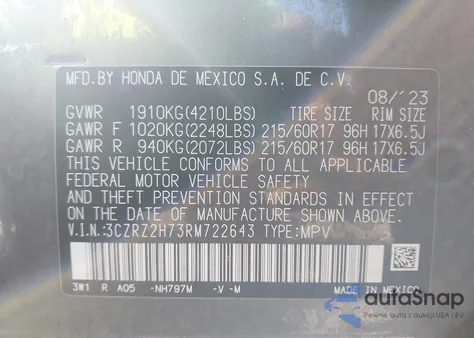 MFD.BY HONDA DE MEXICO S.A. DE C.V.
08/'23
GVWR 1910KG(4210LBS) TIRE SIZE RIM SIZE
GAWR F 1020KG(2248LBS) 215/60R17 96H 17X6.5J
GAWR R 940KG(2072LBS) 215/60R17 96H 17X6.5J
THIS VEHICLE CONFORMS TO ALL APPLICABLE
FEDERAL MOTOR VEHICLE SAFETY
AND THEFT PREVENTION STANDARDS IN EFFECT ON
THE DATE OF MANUFACTURE SHOWN ABOVE.
V.I.N.:3CZRZ2H73RM722643 TYPE:MPV
3W1 R A05 -NH797M -V -M MADE IN MEXICO
autoSnap
Pewne auta z aukcji USA i EU